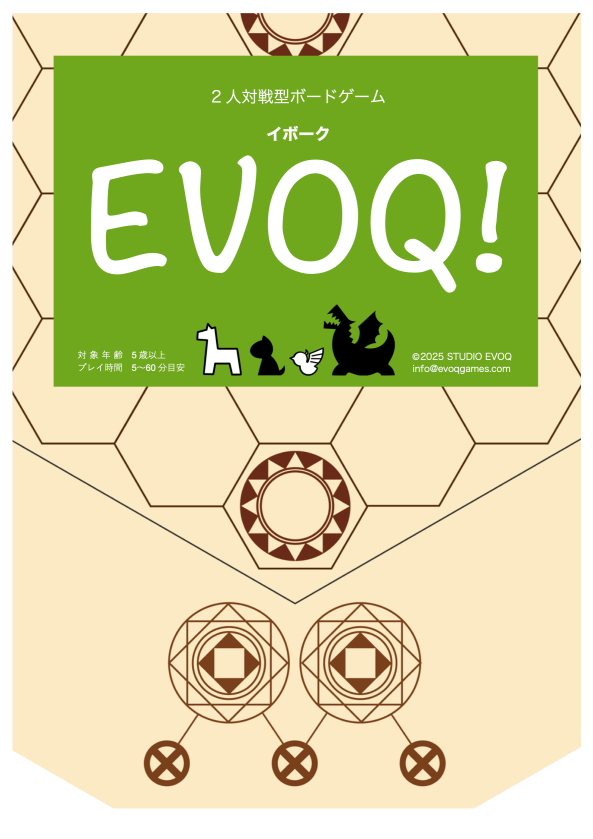 2人対戦型ボードゲーム
イボーク
EVOQ!
対象年齢 5歳以上
プレイ時間 5〜60分目安
©2025 STUDIO EVOQ
info@evoqgames.com